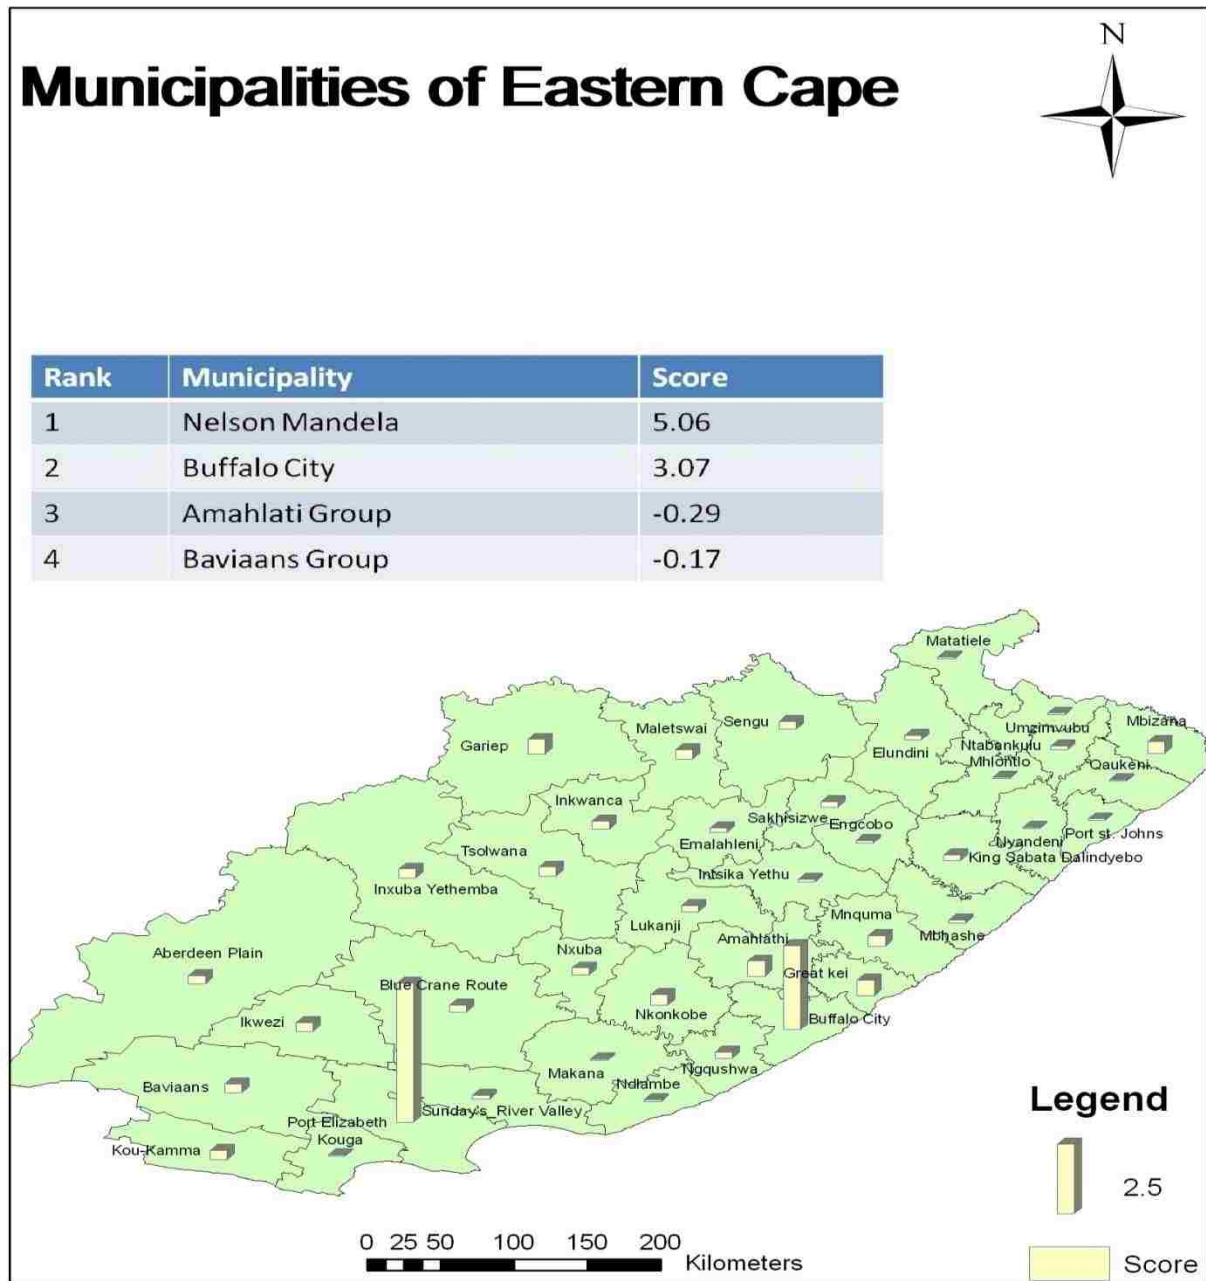 N
Municipalities of Eastern Cape
Rank Municipality Score
1 Nelson Mandela 5.06
2 Buffalo City 3.07
3 Amahlati Group -0.29
4 Baviaans Group -0.17
Matatiele
Sengu
Maletswai
Gariep
Elundini
Umzimvubu
Mbizana
Ntabankulu
Mhlontlo
Qaukeni
Inkwanca
Sakhisizwe
Engcobo
Emalahleni
Nyandeni
Port st. Johns
King Sabata Dalindyebo
Tsolwana
Inxuba Yethemba
Intsika Yethu
Lukanji
Mnquma
Mbhashe
Amahlathi
Nxuba
Aberdeen Plain
Great kei
Blue Crane Route
Nkonkobe
Buffalo City
Ikwezi
Makana
Ngqushwa
Ndlambe
Baviaans
Sunday's_River Valley
Port Elizabeth
Kouga
Kou-Kamma
Legend
2.5
Score
0 25 50 100 150 200
Kilometers